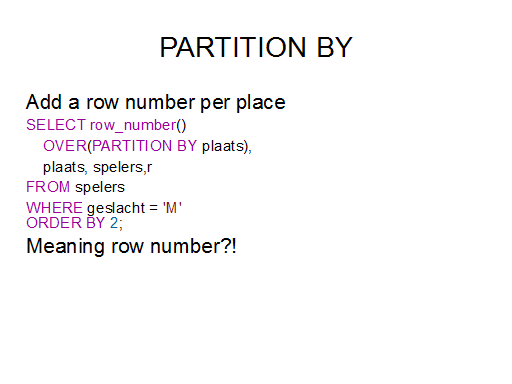 PARTITION BY
Add a row number per place
SELECT row_number()
OVER(PARTITION BY plaats),
plaats, spelers,r
FROM spelers
WHERE geslacht = 'M'
ORDER BY 2;
Meaning row number?!